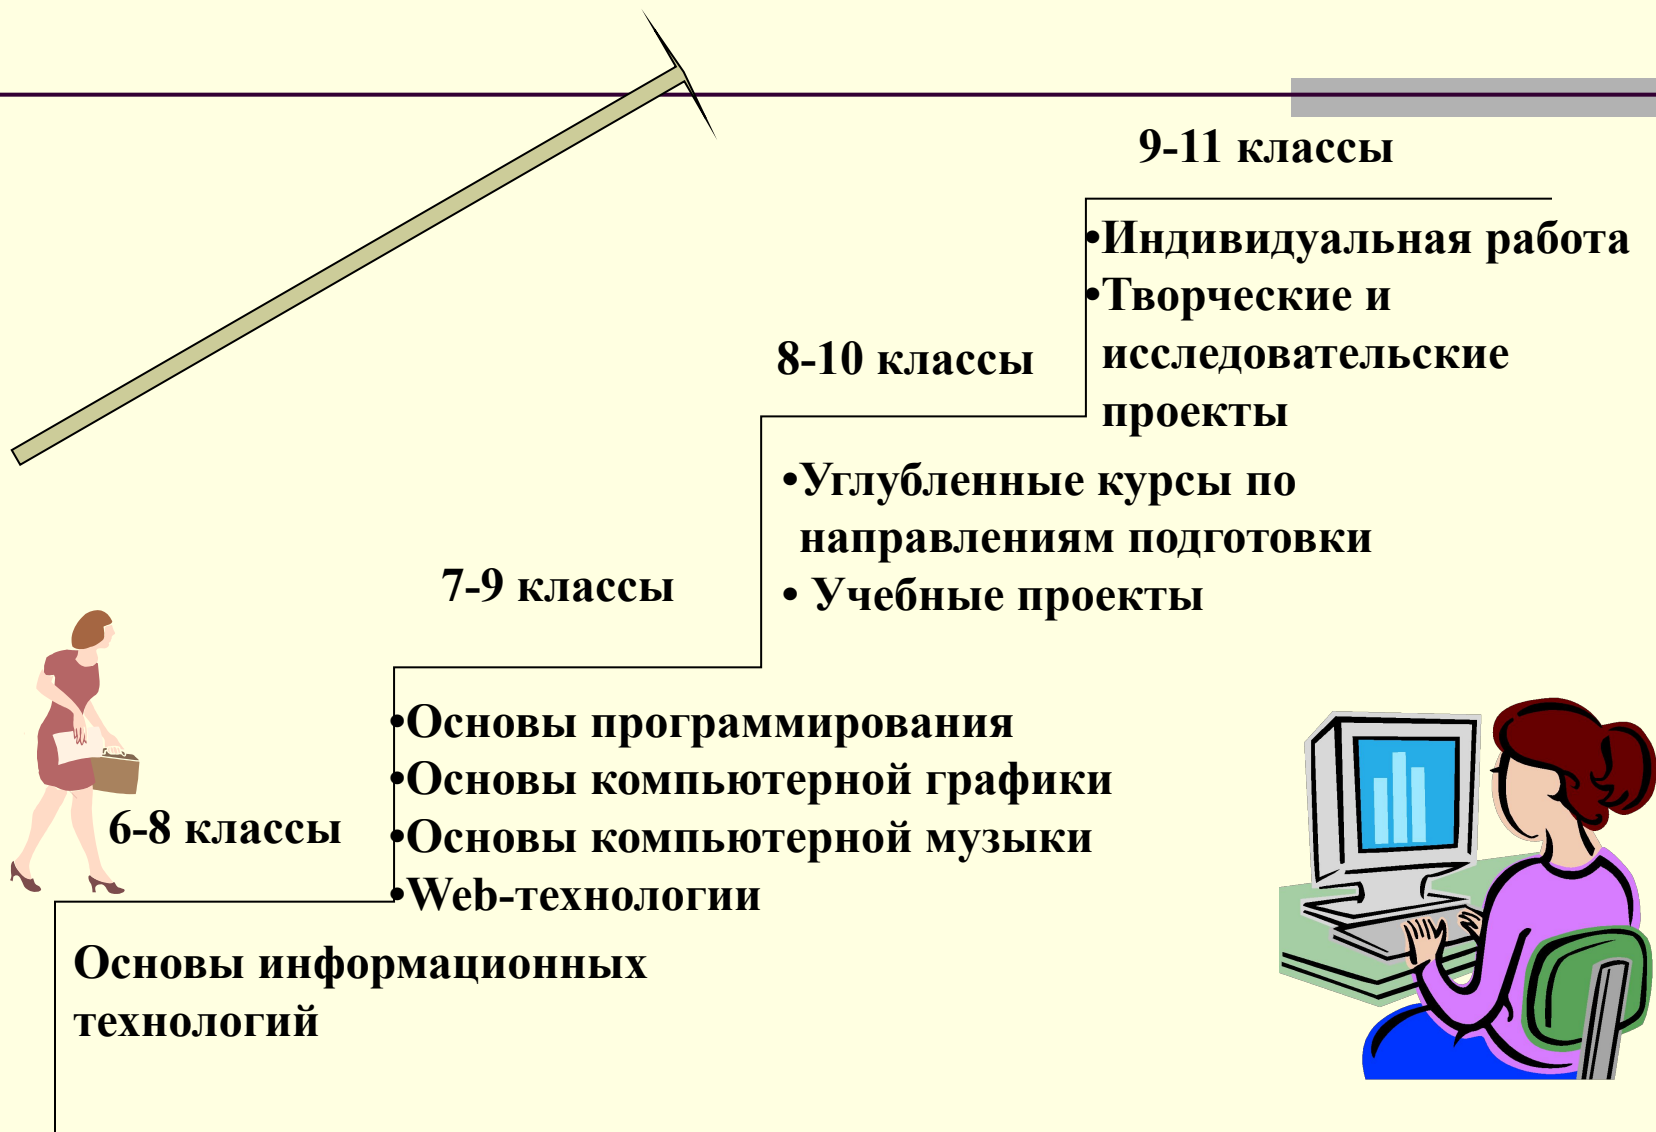 9-11 классы
•Индивидуальная работа
•Творческие и
исследовательские
проекты
8-10 классы
•Углубленные курсы по
направлениям подготовки
• Учебные проекты
7-9 классы
•Основы программирования
•Основы компьютерной графики
•Основы компьютерной музыки
•Web-технологии
6-8 классы
Основы информационных
технологий